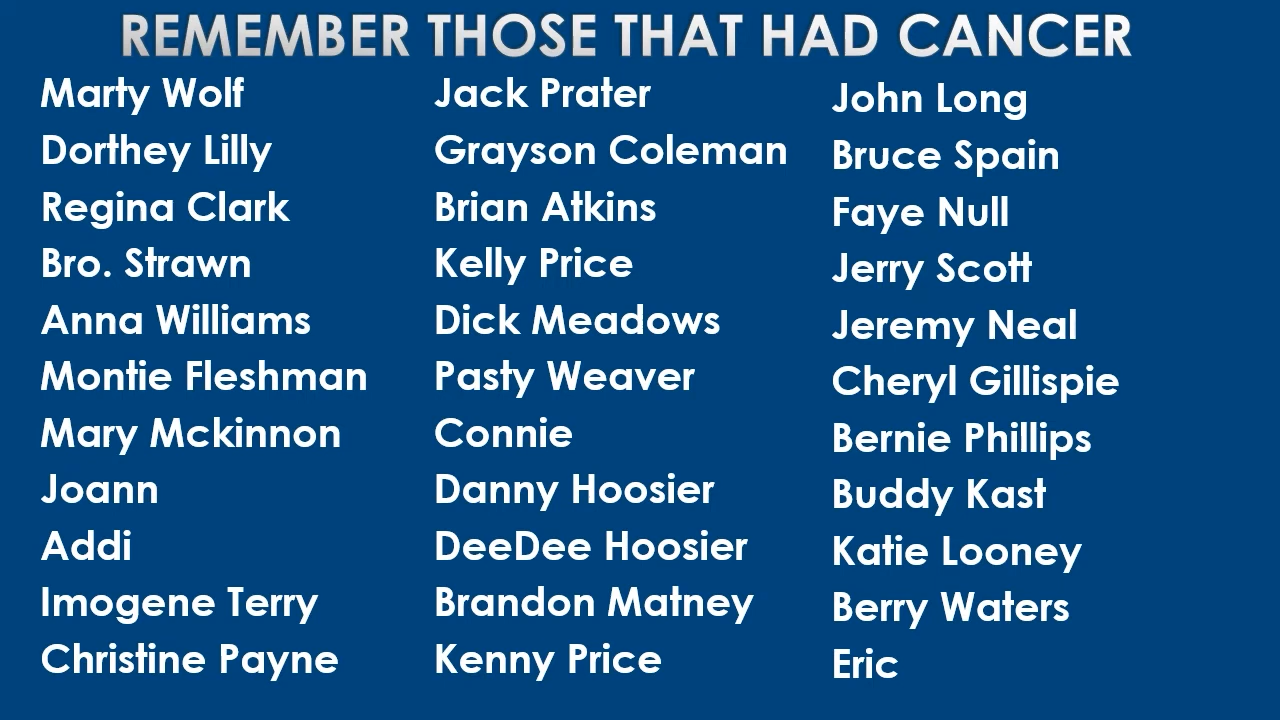 REMEMBER THOSE THAT HAD CANCER
Marty Wolf
Dorthey Lilly
Regina Clark
Bro. Strawn
Anna Williams
Montie Fleshman
Mary Mckinnon
Joann
Addi
Imogene Terry
Christine Payne
Jack Prater
Grayson Coleman
Brian Atkins
Kelly Price
Dick Meadows
Pasty Weaver
Connie
Danny Hoosier
DeeDee Hoosier
Brandon Matney
Kenny Price
John Long
Bruce Spain
Faye Null
Jerry Scott
Jeremy Neal
Cheryl Gillispie
Bernie Phillips
Buddy Kast
Katie Looney
Berry Waters
Eric